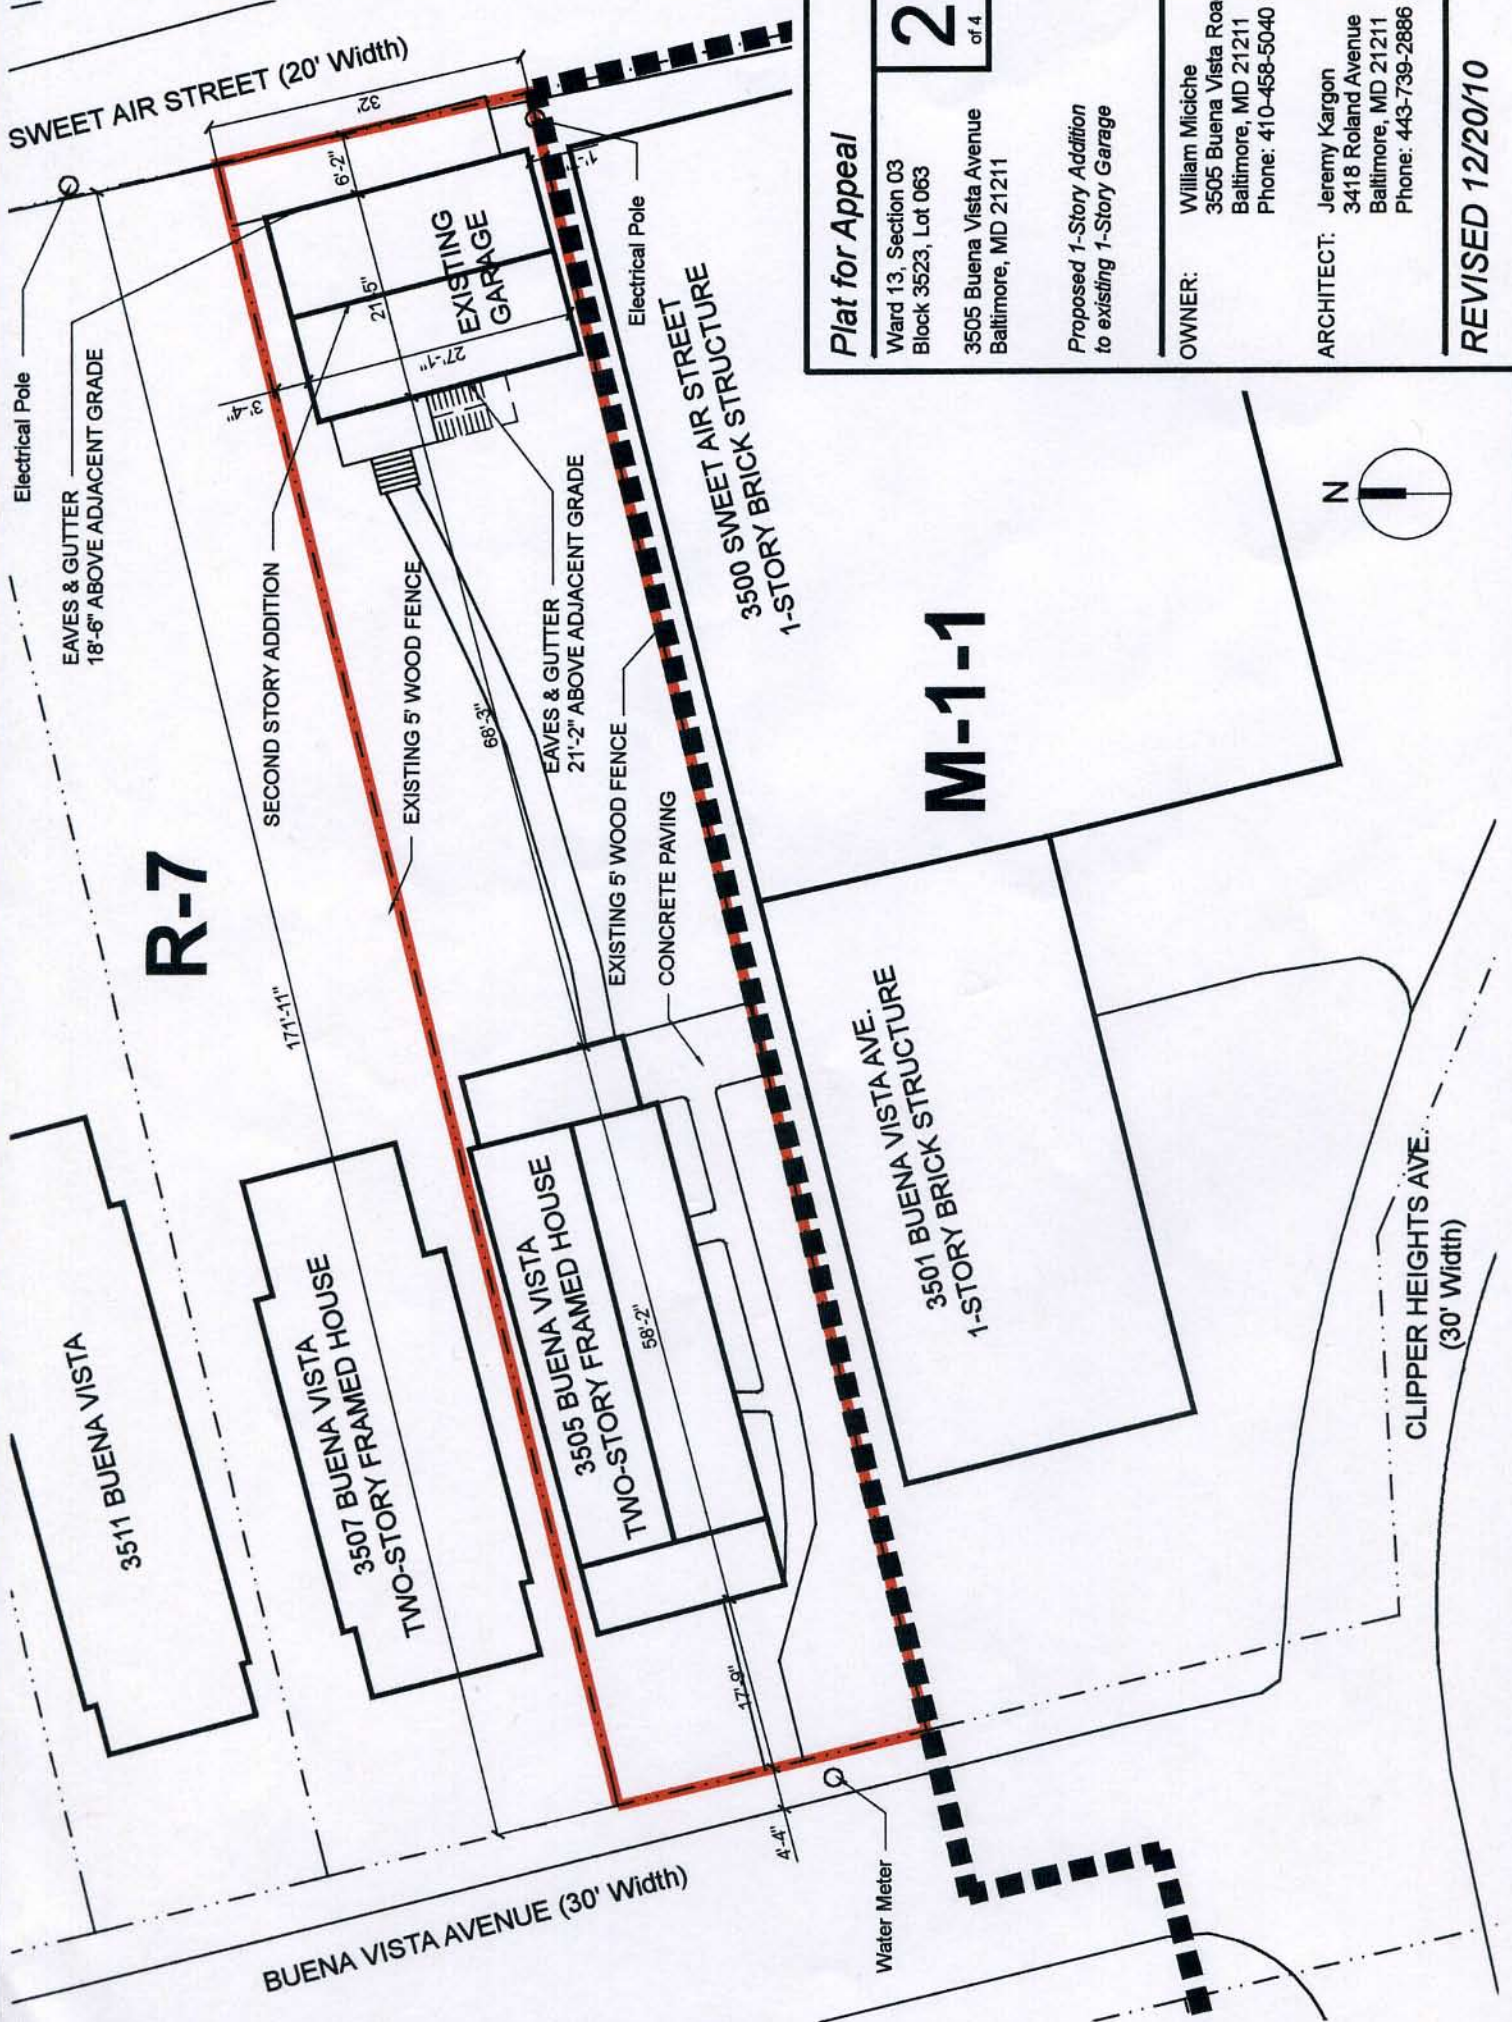 SWEET AIR STREET (20' Width)
Electrical Pole
EAVES & GUTTER
18'-6" ABOVE ADJACENT GRADE
32'
6'-2"
EXISTING
GARAGE
21'5"
27'-1"
3'-4"
Electrical Pole
SECOND STORY ADDITION
EXISTING 5' WOOD FENCE
68'-3"
EAVES & GUTTER
21'-2" ABOVE ADJACENT GRADE
EXISTING 5' WOOD FENCE
CONCRETE PAVING
3500 SWEET AIR STREET
1-STORY BRICK STRUCTURE
R-7
M-1-1
171'-11"
3511 BUENA VISTA
3507 BUENA VISTA
TWO-STORY FRAMED HOUSE
3505 BUENA VISTA
TWO-STORY FRAMED HOUSE
58'-2"
3501 BUENA VISTA AVE.
1-STORY BRICK STRUCTURE
17'-9"
4'-4"
Water Meter
BUENA VISTA AVENUE (30' Width)
CLIPPER HEIGHTS AVE.
(30' Width)
N
Plat for Appeal
2
of 4
Ward 13, Section 03
Block 3523, Lot 063
3505 Buena Vista Avenue
Baltimore, MD 21211
Proposed 1-Story Addition
to existing 1-Story Garage
OWNER: William Miciche
3505 Buena Vista Roa
Baltimore, MD 21211
Phone: 410-458-5040
ARCHITECT: Jeremy Kargon
3418 Roland Avenue
Baltimore, MD 21211
Phone: 443-739-2886
REVISED 12/20/10